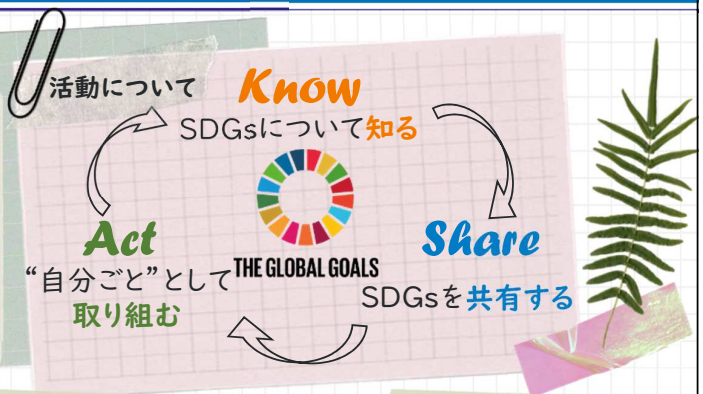 活動について
Know
SDGsについて知る
Share
SDGsを共有する
Act
“自分ごと”として
取り組む
THE GLOBAL GOALS